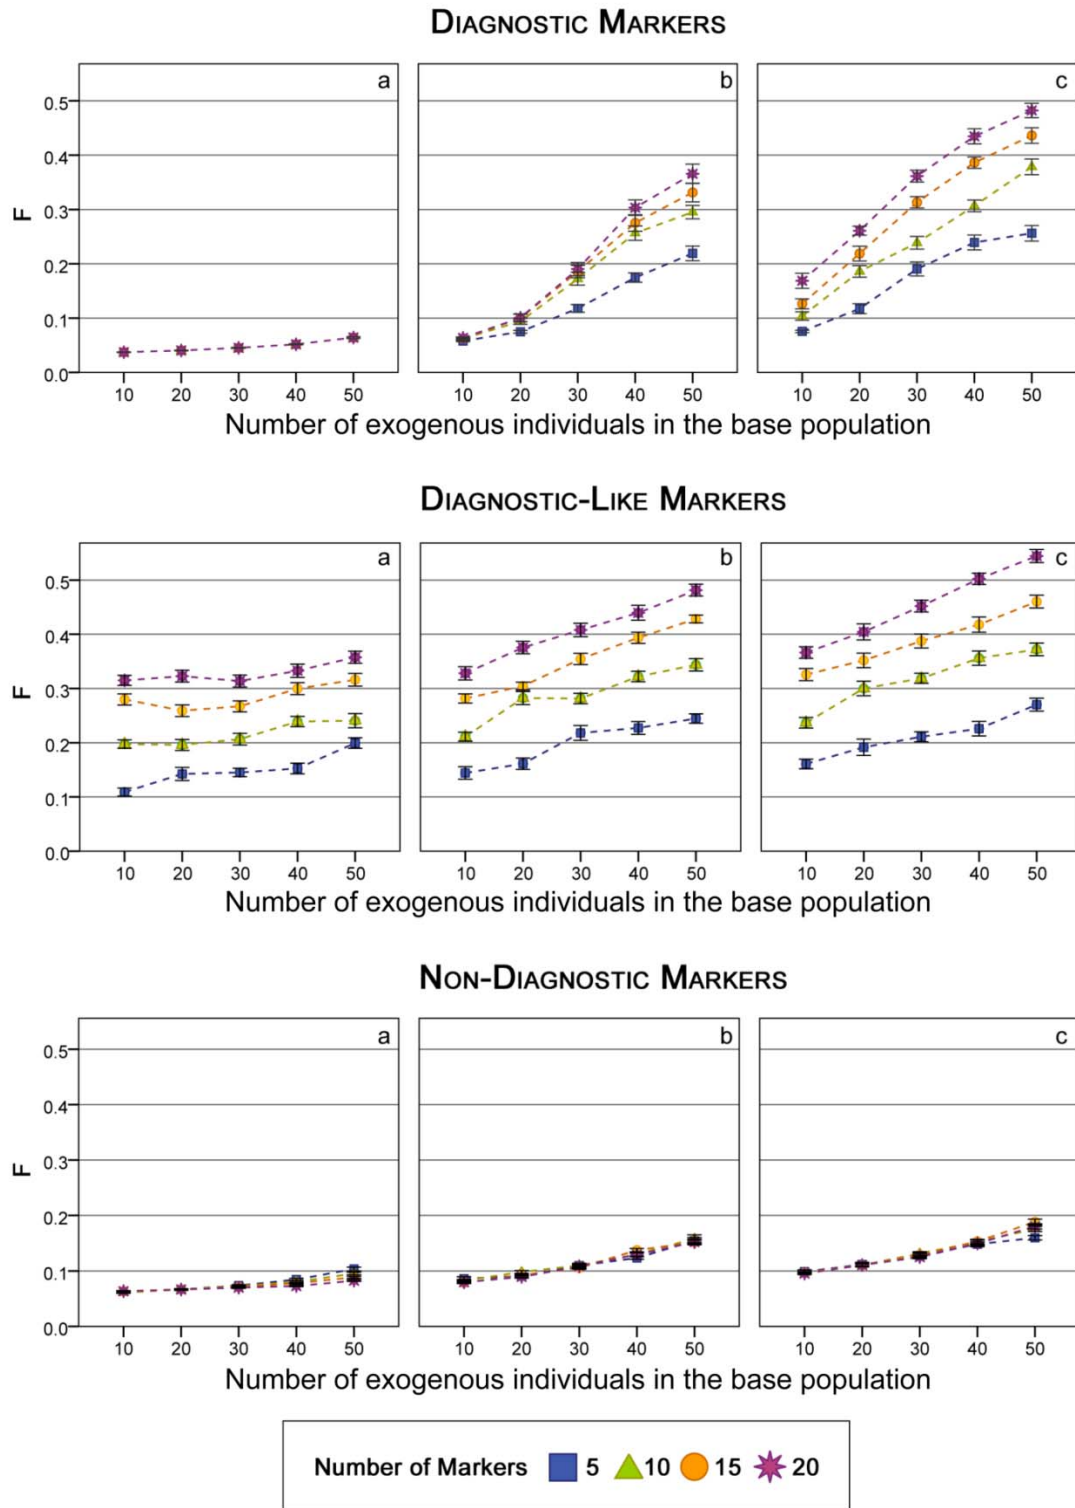 DIAGNOSTIC MARKERS
a b c
F
0.5
0.4
0.3
0.2
0.1
0.0
10 20 30 40 50 10 20 30 40 50 10 20 30 40 50
Number of exogenous individuals in the base population
DIAGNOSTIC-LIKE MARKERS
a b c
F
0.5
0.4
0.3
0.2
0.1
0.0
10 20 30 40 50 10 20 30 40 50 10 20 30 40 50
Number of exogenous individuals in the base population
NON-DIAGNOSTIC MARKERS
a b c
F
0.5
0.4
0.3
0.2
0.1
0.0
10 20 30 40 50 10 20 30 40 50 10 20 30 40 50
Number of exogenous individuals in the base population
Number of Markers 5 10 15 20